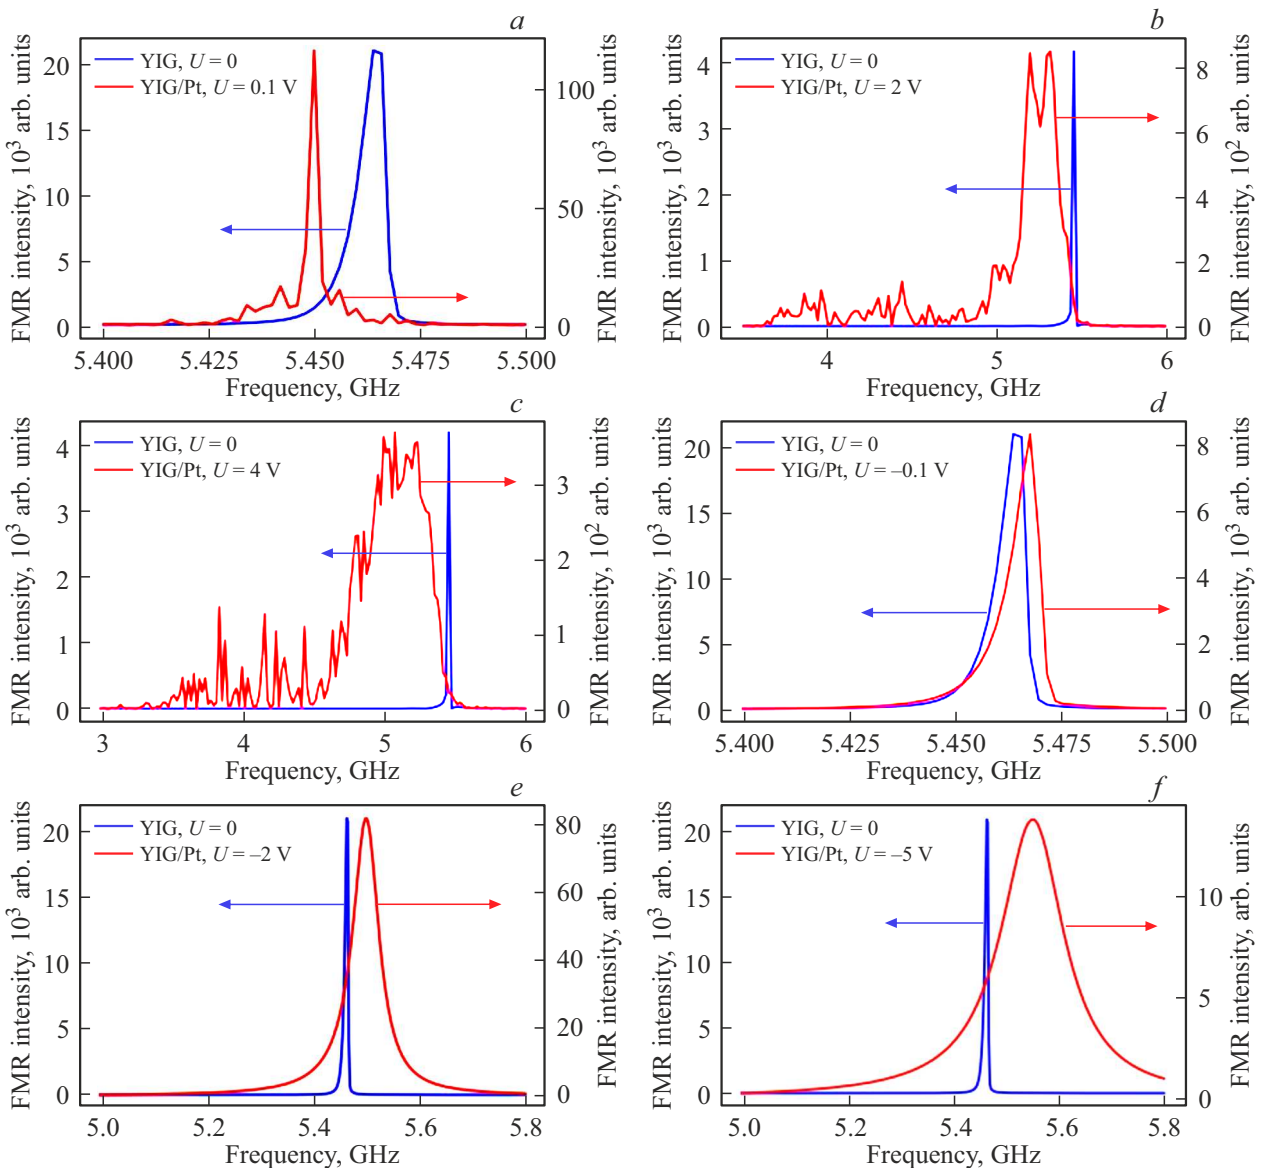 a
FMR intensity, 10³ arb. units
20
15
10
5
0
YIG, U = 0
YIG/Pt, U = 0.1 V
100
50
0
FMR intensity, 10³ arb. units
5.400 5.425 5.450 5.475 5.500
Frequency, GHz
b
FMR intensity, 10³ arb. units
4
3
2
1
0
YIG, U = 0
YIG/Pt, U = 2 V
8
6
4
2
0
FMR intensity, 10² arb. units
4 5 6
Frequency, GHz
c
FMR intensity, 10³ arb. units
4
3
2
1
0
YIG, U = 0
YIG/Pt, U = 4 V
3
2
1
0
FMR intensity, 10² arb. units
3 4 5 6
Frequency, GHz
d
FMR intensity, 10³ arb. units
20
15
10
5
0
YIG, U = 0
YIG/Pt, U = –0.1 V
8
6
4
2
0
FMR intensity, 10³ arb. units
5.400 5.425 5.450 5.475 5.500
Frequency, GHz
e
FMR intensity, 10³ arb. units
20
15
10
5
0
YIG, U = 0
YIG/Pt, U = –2 V
80
60
40
20
0
FMR intensity, arb. units
5.0 5.2 5.4 5.6 5.8
Frequency, GHz
f
FMR intensity, 10³ arb. units
20
15
10
5
0
YIG, U = 0
YIG/Pt, U = –5 V
10
5
0
FMR intensity, arb. units
5.0 5.2 5.4 5.6 5.8
Frequency, GHz